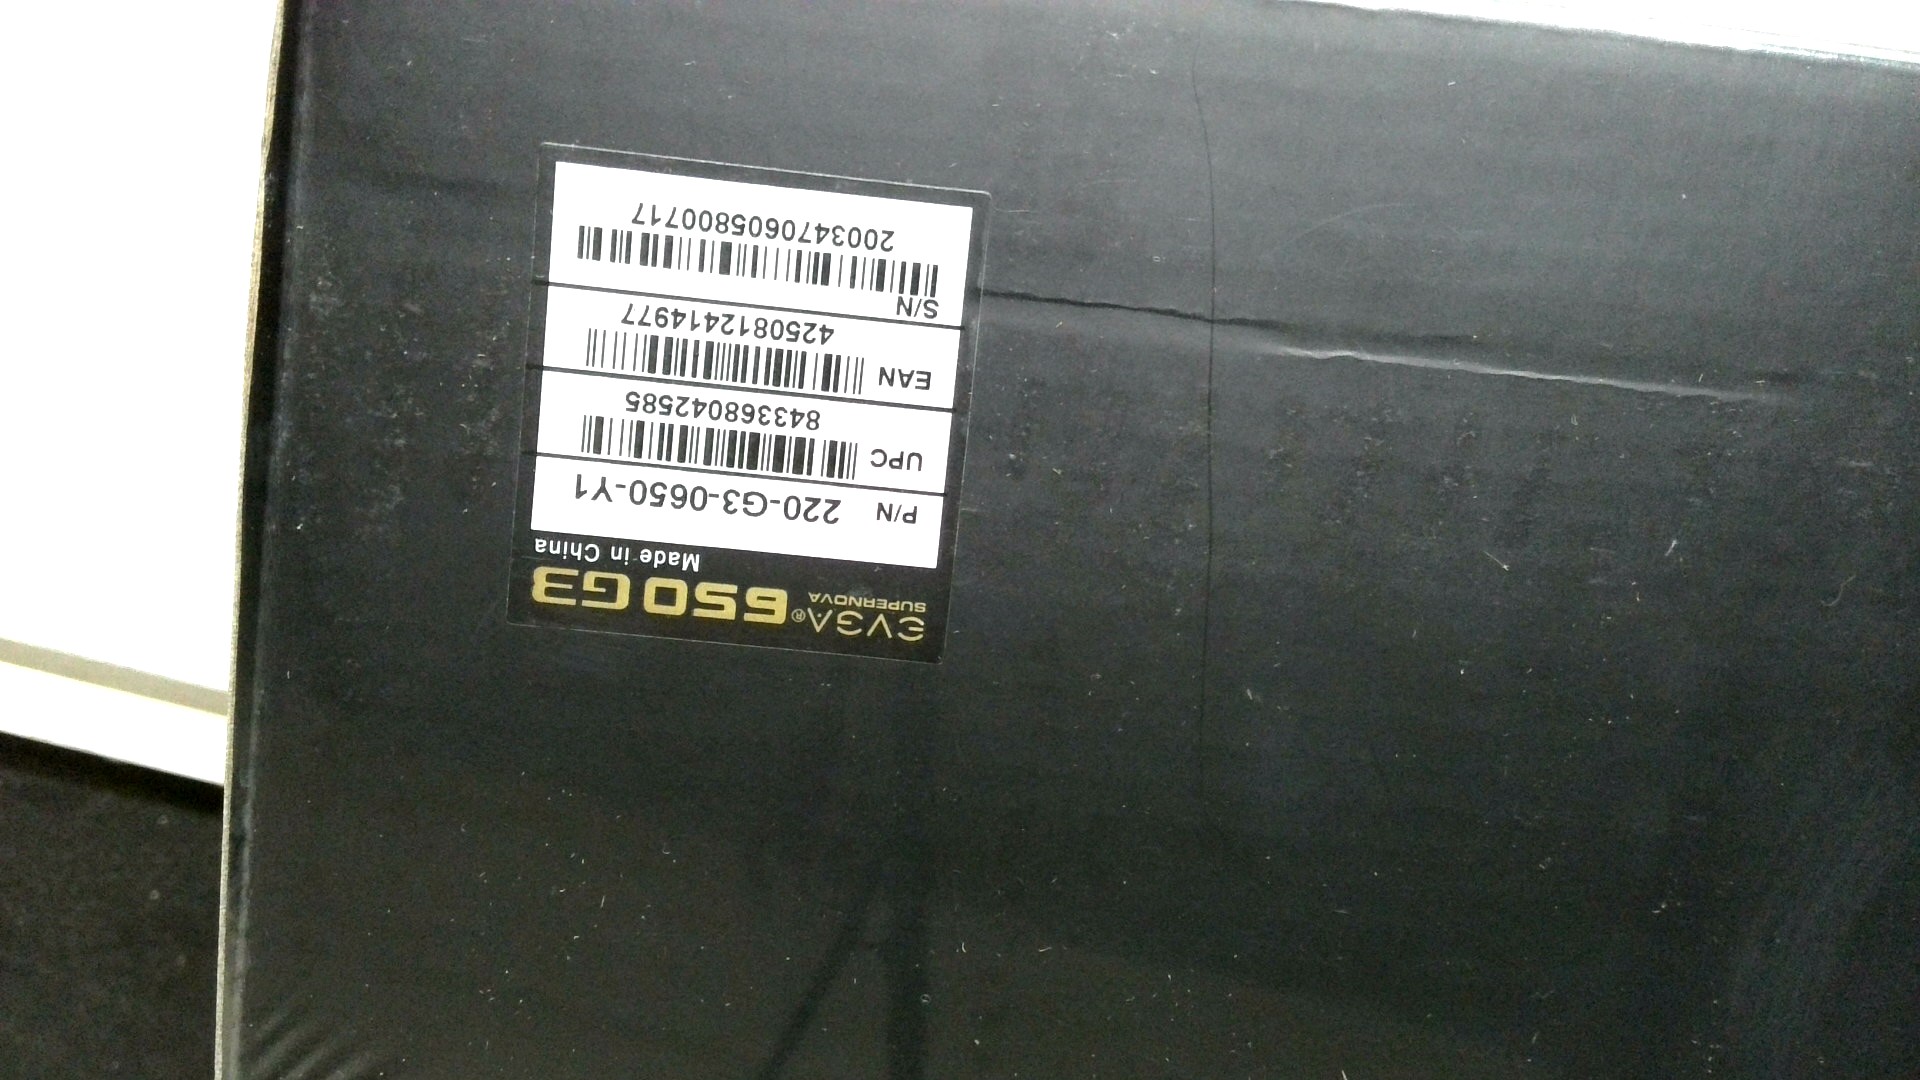 EVGA® 650 G3
SUPERNOVA
Made in China
P/N 220-G3-0650-Y1
UPC
843368042585
EAN
4250812414977
S/N
2003470605800717